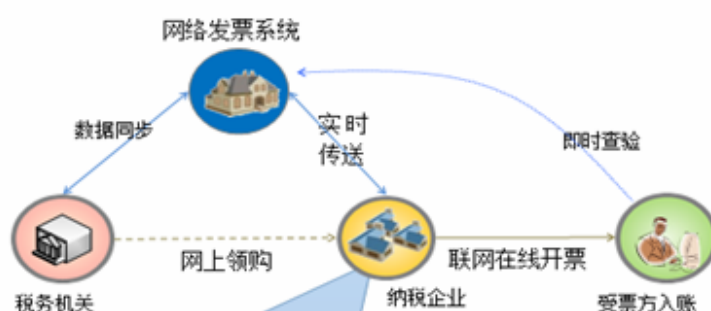 网络发票系统
数据同步
实时
传送
即时查验
网上领购
联网在线开票
税务机关
纳税企业
受票方入账